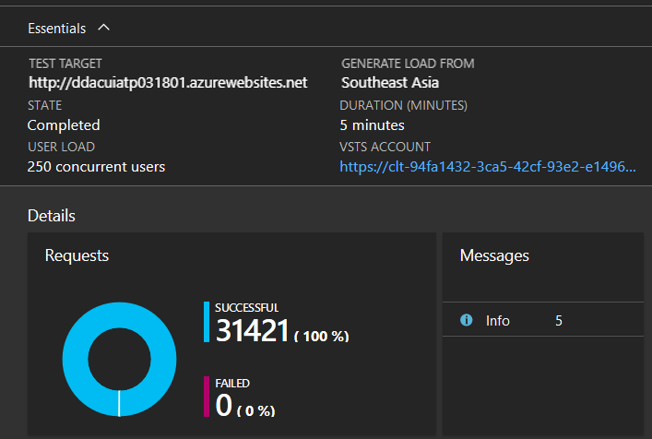 Essentials
TEST TARGET
http://ddacuiatp031801.azurewebsites.net
GENERATE LOAD FROM
Southeast Asia
STATE
Completed
DURATION (MINUTES)
5 minutes
USER LOAD
250 concurrent users
VSTS ACCOUNT
https://clt-94fa1432-3ca5-42cf-93e2-e1496...
Details
Requests
SUCCESSFUL
31421 ( 100 %)
FAILED
0 ( 0 %)
Messages
Info 5